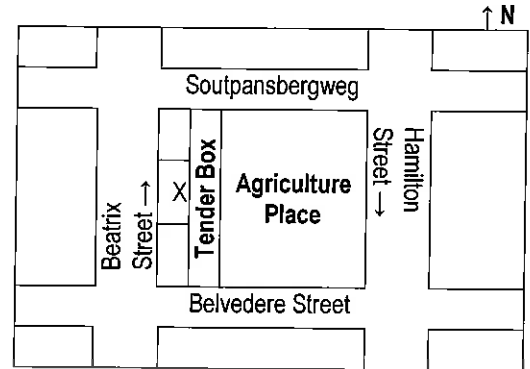 ↑ N
Soutpansbergweg
Beatrix
Street →
X
Tender Box
Agriculture
Place
Hamilton
Street →
Belvedere Street